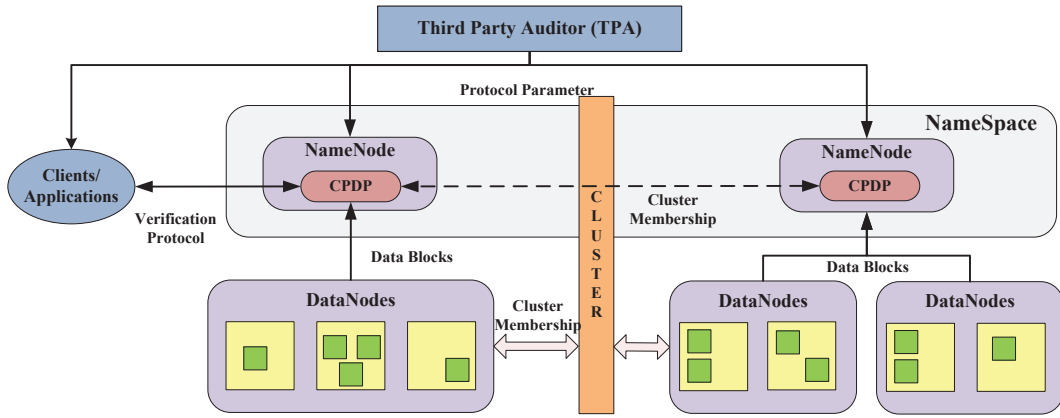 Third Party Auditor (TPA)
Protocol Parameter
NameSpace
NameNode
NameNode
CPDP
CPDP
Clients/
Applications
Verification
Protocol
Cluster
Membership
CLUSTER
Data Blocks
Data Blocks
DataNodes
DataNodes
DataNodes
Cluster
Membership